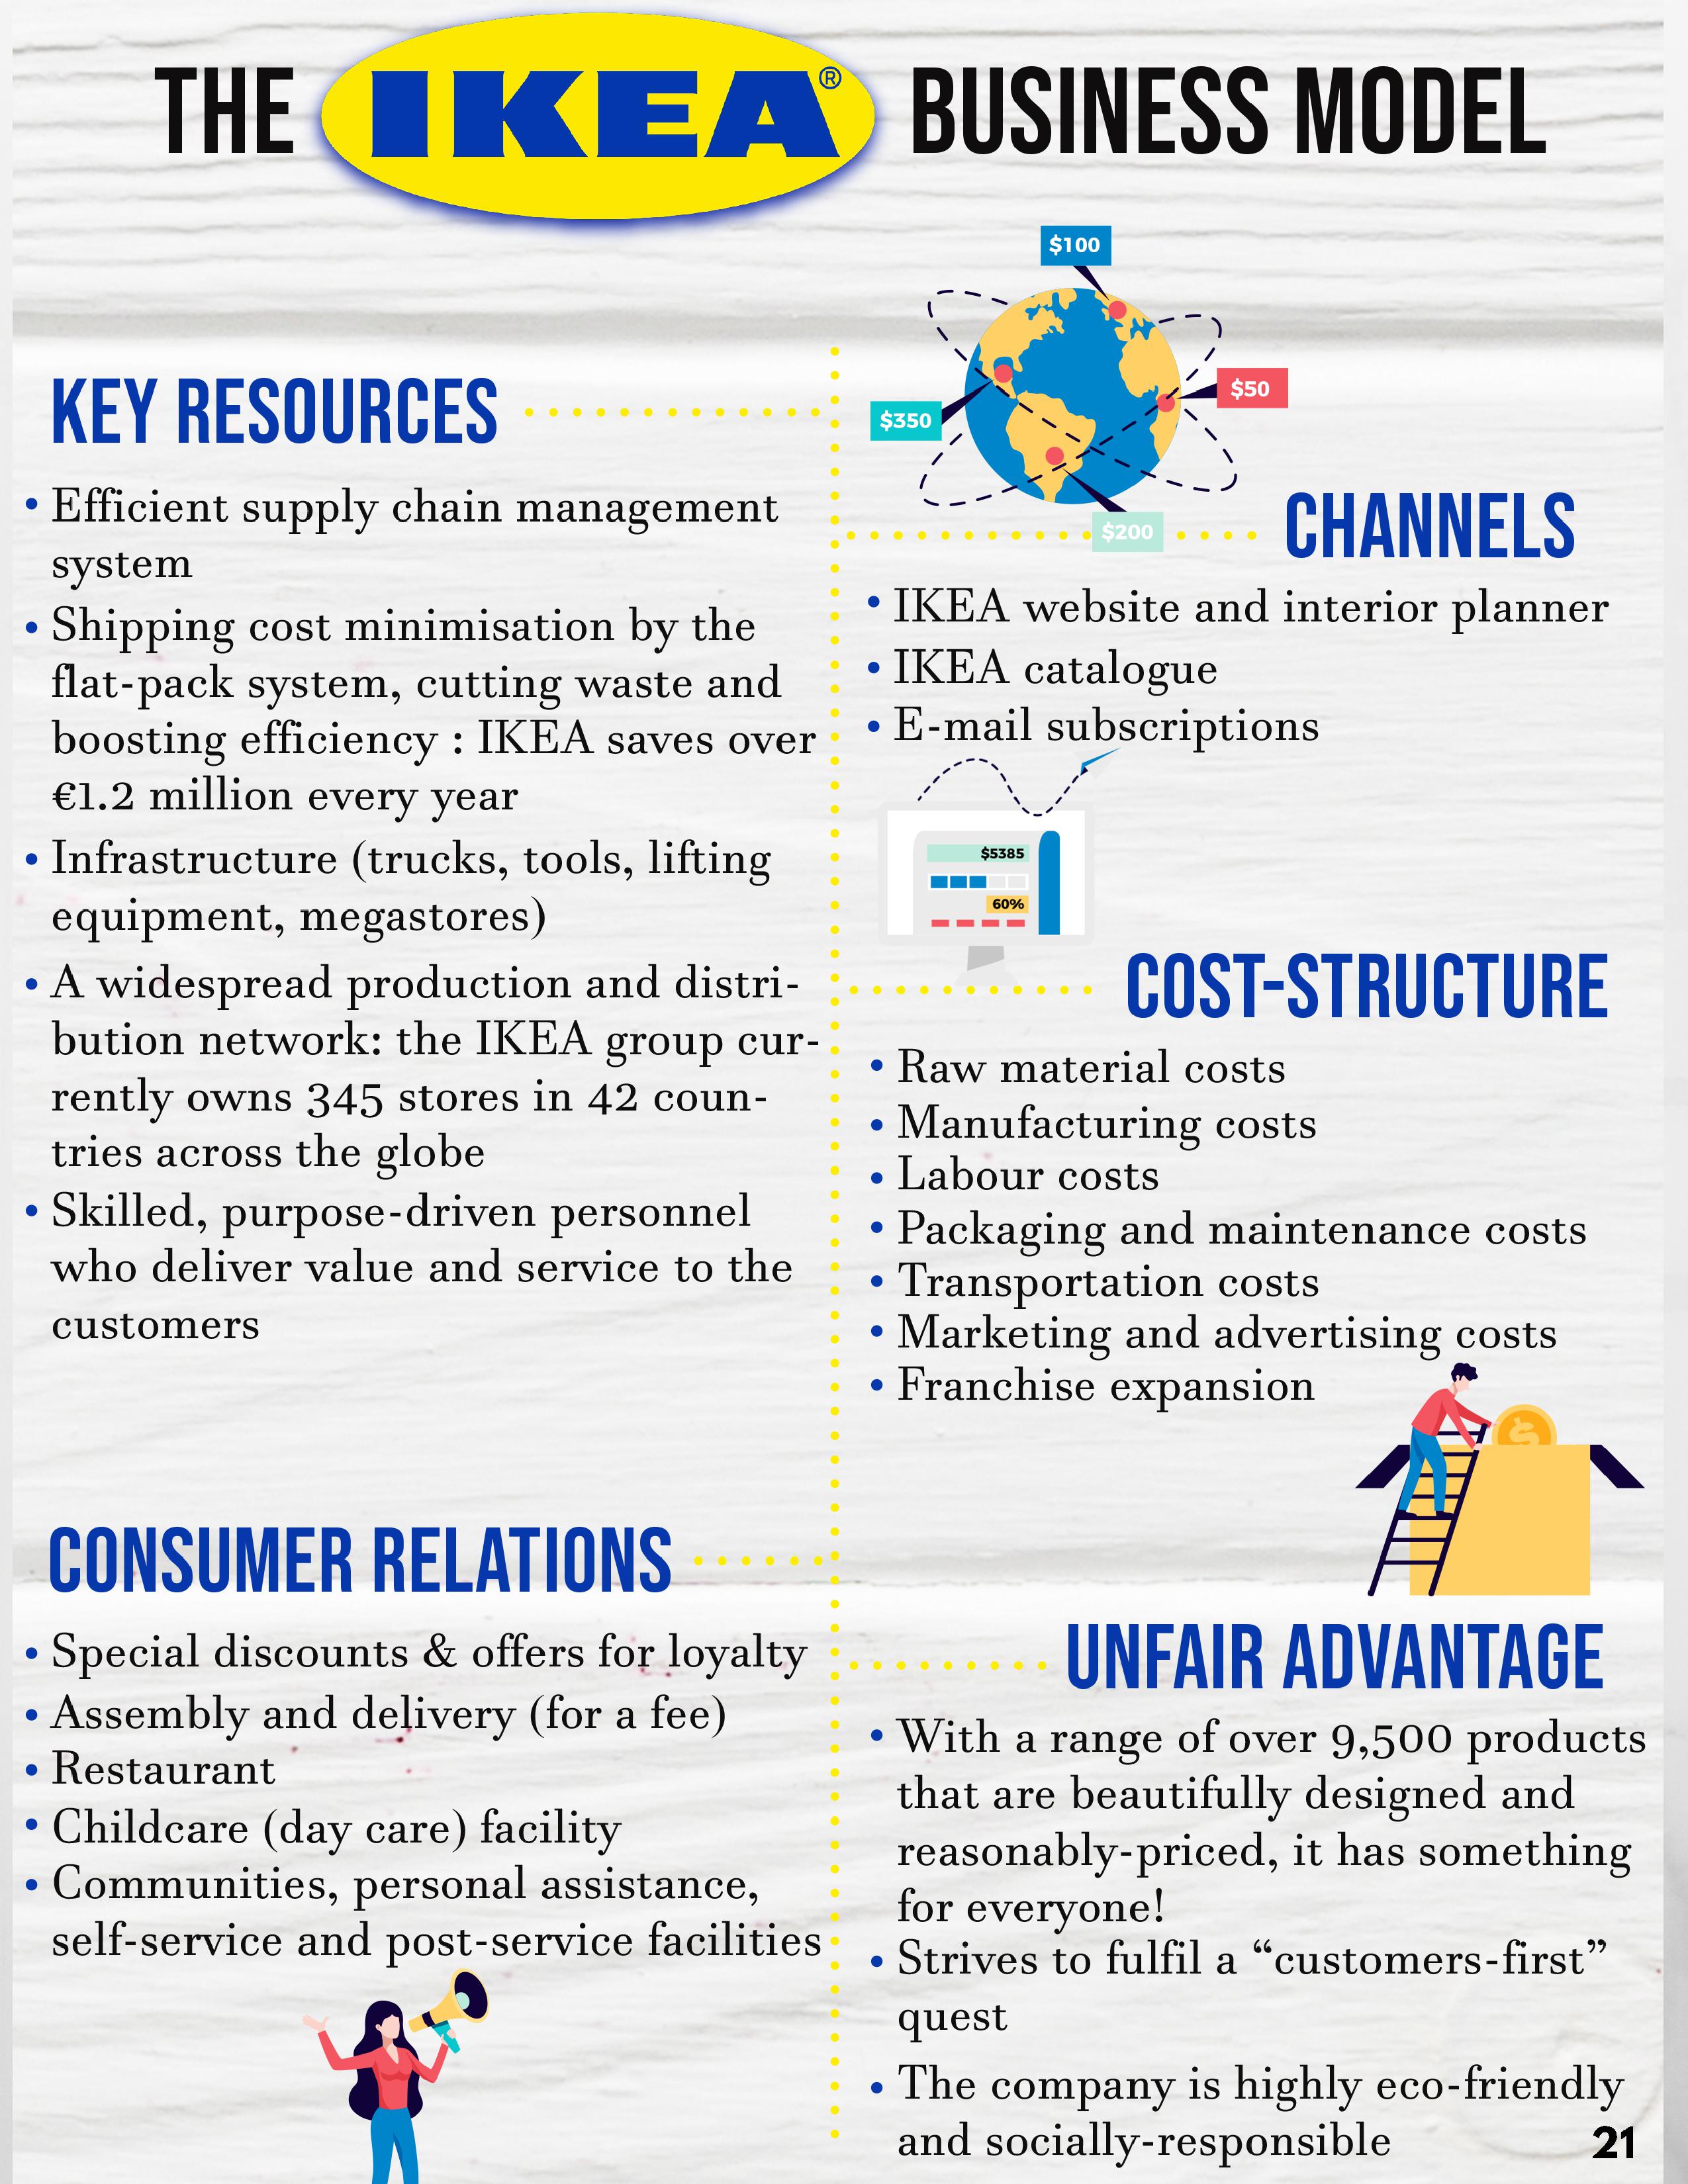 THE IKEA® BUSINESS MODEL
KEY RESOURCES
• Efficient supply chain management
system
• Shipping cost minimisation by the
flat-pack system, cutting waste and
boosting efficiency : IKEA saves over
€1.2 million every year
• Infrastructure (trucks, tools, lifting
equipment, megastores)
• A widespread production and distri-
bution network: the IKEA group cur-
rently owns 345 stores in 42 coun-
tries across the globe
• Skilled, purpose-driven personnel
who deliver value and service to the
customers
CONSUMER RELATIONS
• Special discounts & offers for loyalty
• Assembly and delivery (for a fee)
• Restaurant
• Childcare (day care) facility
• Communities, personal assistance,
self-service and post-service facilities
$100
$50
$350
$200
CHANNELS
• IKEA website and interior planner
• IKEA catalogue
• E-mail subscriptions
$5385
60%
COST-STRUCTURE
• Raw material costs
• Manufacturing costs
• Labour costs
• Packaging and maintenance costs
• Transportation costs
• Marketing and advertising costs
• Franchise expansion
$
UNFAIR ADVANTAGE
• With a range of over 9,500 products
that are beautifully designed and
reasonably-priced, it has something
for everyone!
• Strives to fulfil a “customers-first”
quest
• The company is highly eco-friendly
and socially-responsible
21